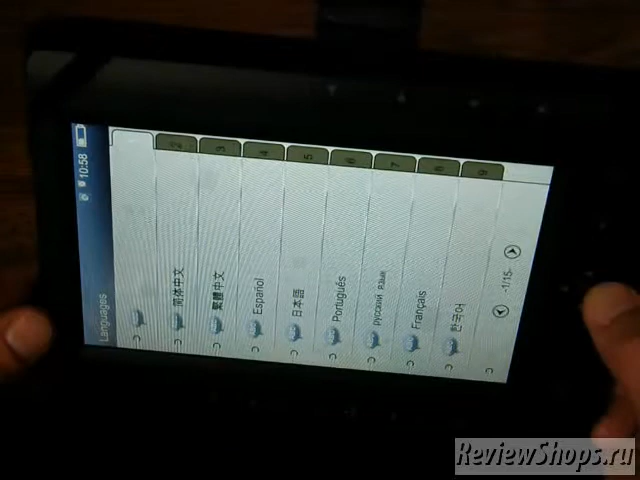 Languages
10:58
简体中文
繁體中文
Español
日本語
Português
русский язык
Français
한국어
2
3
4
5
6
7
8
9
-1/15-
ReviewShops.ru